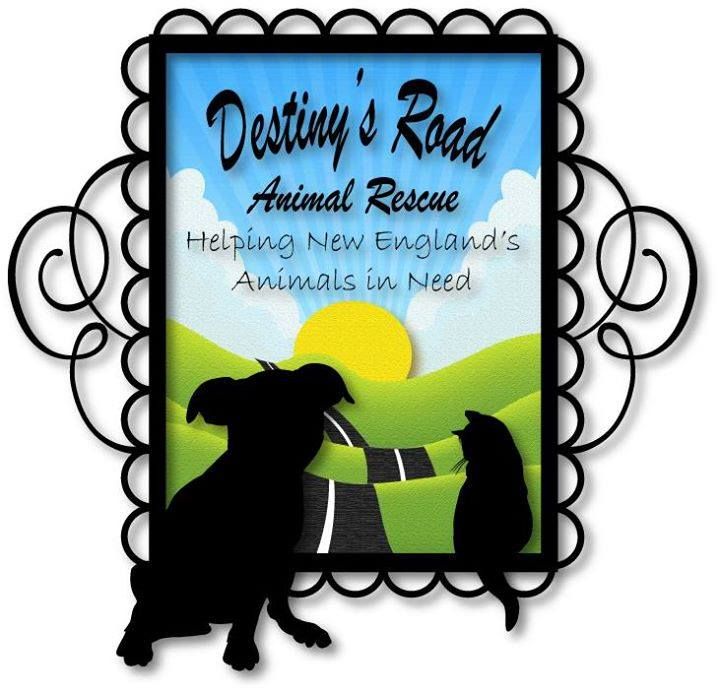 Destiny's Road
Animal Rescue
Helping New England's
Animals in Need